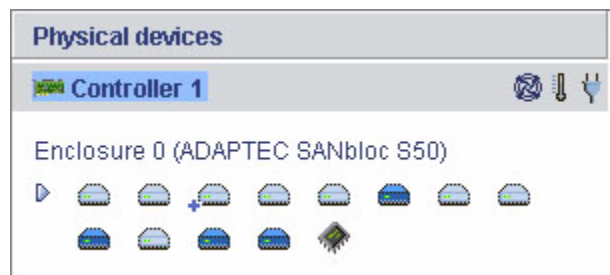 Physical devices
Controller 1
Enclosure 0 (ADAPTEC SANbloc S50)